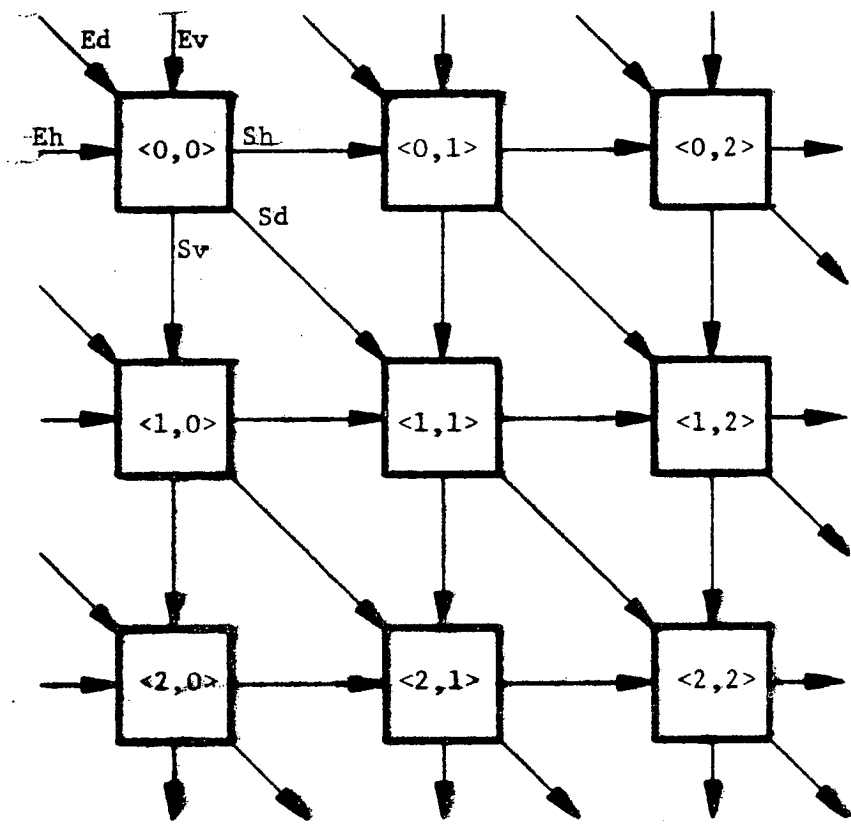 Ed Ev
Eh <0,0> Sh <0,1> <0,2>
Sd
Sv
<1,0> <1,1> <1,2>
<2,0> <2,1> <2,2>